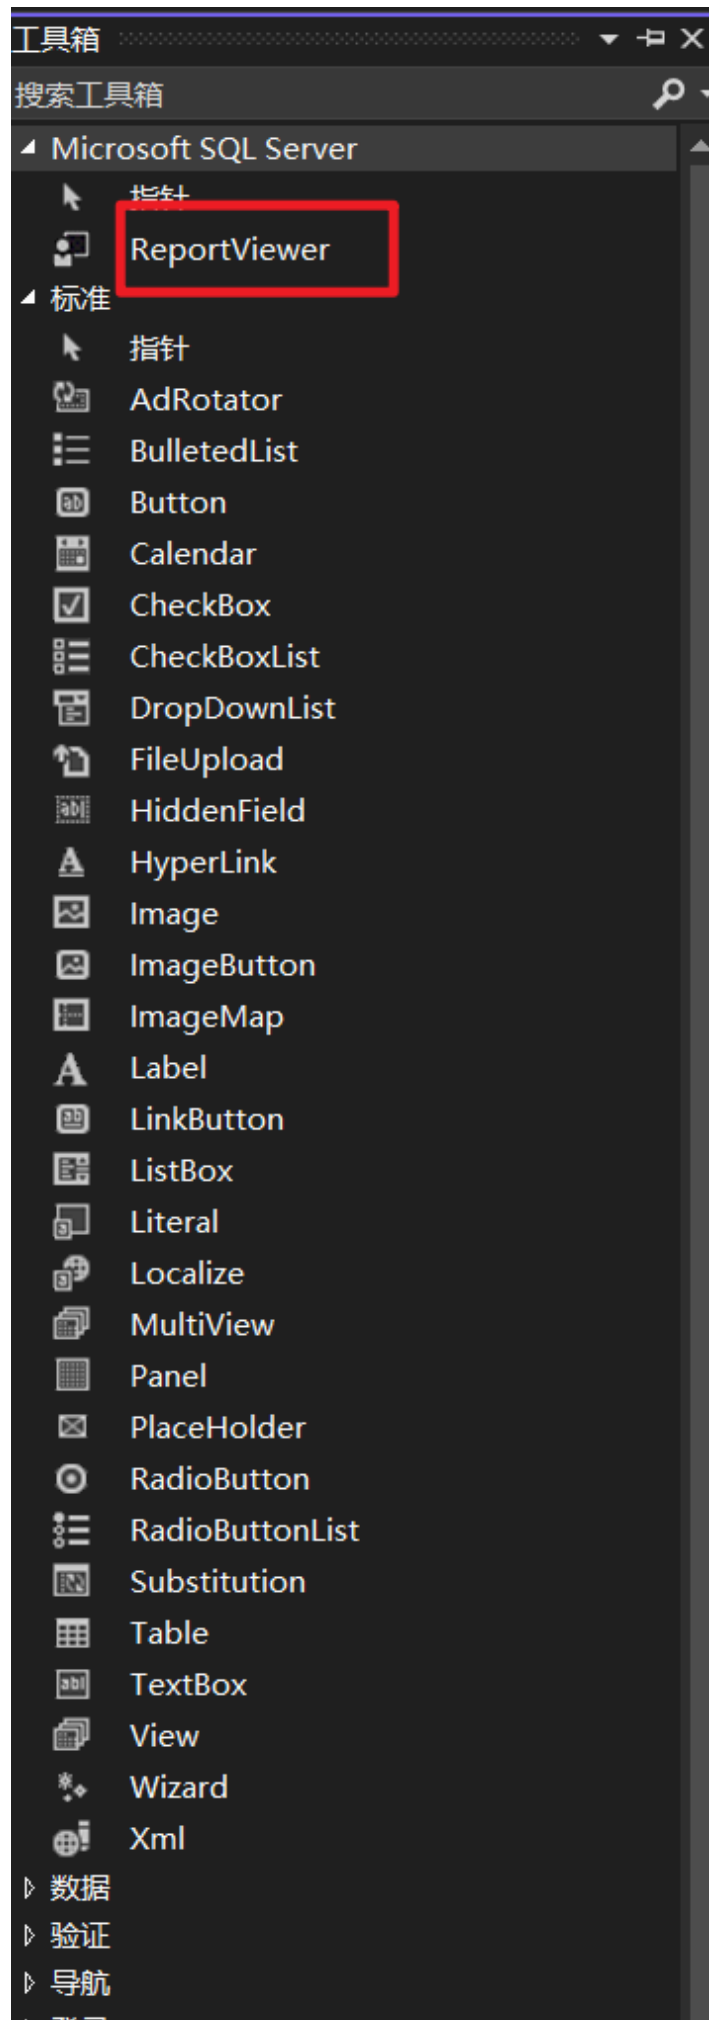 工具箱
搜索工具箱
Microsoft SQL Server
指针
ReportViewer
标准
指针
AdRotator
BulletedList
Button
Calendar
CheckBox
CheckBoxList
DropDownList
FileUpload
HiddenField
HyperLink
Image
ImageButton
ImageMap
Label
LinkButton
ListBox
Literal
Localize
MultiView
Panel
PlaceHolder
RadioButton
RadioButtonList
Substitution
Table
TextBox
View
Wizard
Xml
数据
验证
导航